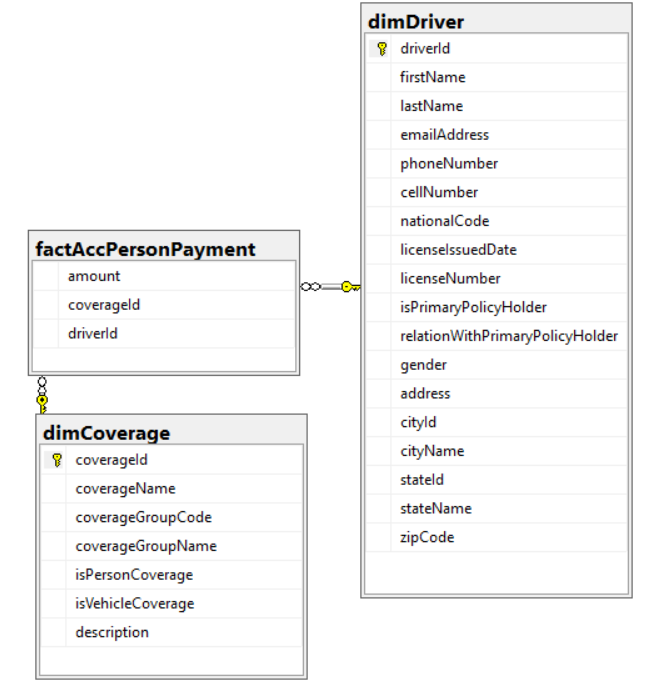 dimDriver
driverId
firstName
lastName
emailAddress
phoneNumber
cellNumber
nationalCode
licenseIssuedDate
licenseNumber
isPrimaryPolicyHolder
relationWithPrimaryPolicyHolder
gender
address
cityId
cityName
stateId
stateName
zipCode
factAccPersonPayment
amount
coverageId
driverId
dimCoverage
coverageId
coverageName
coverageGroupCode
coverageGroupName
isPersonCoverage
isVehicleCoverage
description